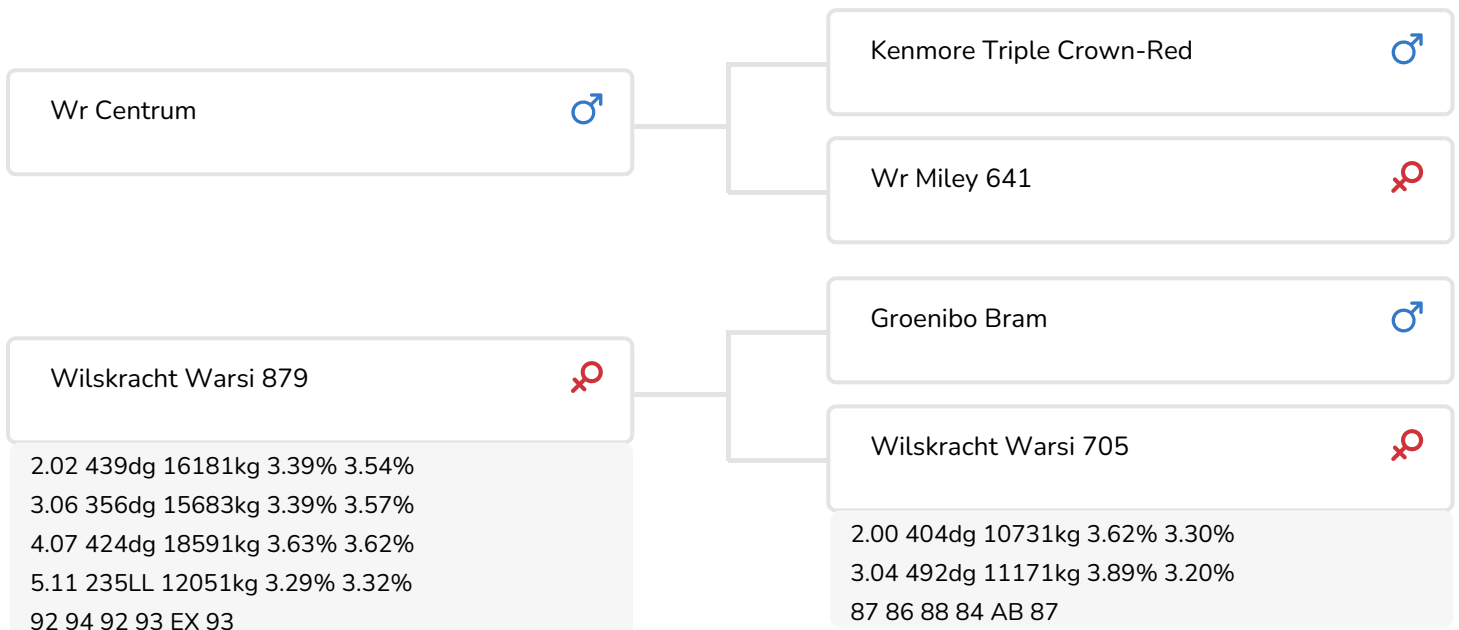 Wr Centrum
Kenmore Triple Crown-Red
Wr Miley 641
Wilskracht Warsi 879
2.02 439dg 16181kg 3.39% 3.54%
3.06 356dg 15683kg 3.39% 3.57%
4.07 424dg 18591kg 3.63% 3.62%
5.11 235LL 12051kg 3.29% 3.32%
92 94 92 93 EX 93
Groenibo Bram
Wilskracht Warsi 705
2.00 404dg 10731kg 3.62% 3.30%
3.04 492dg 11171kg 3.89% 3.20%
87 86 88 84 AB 87